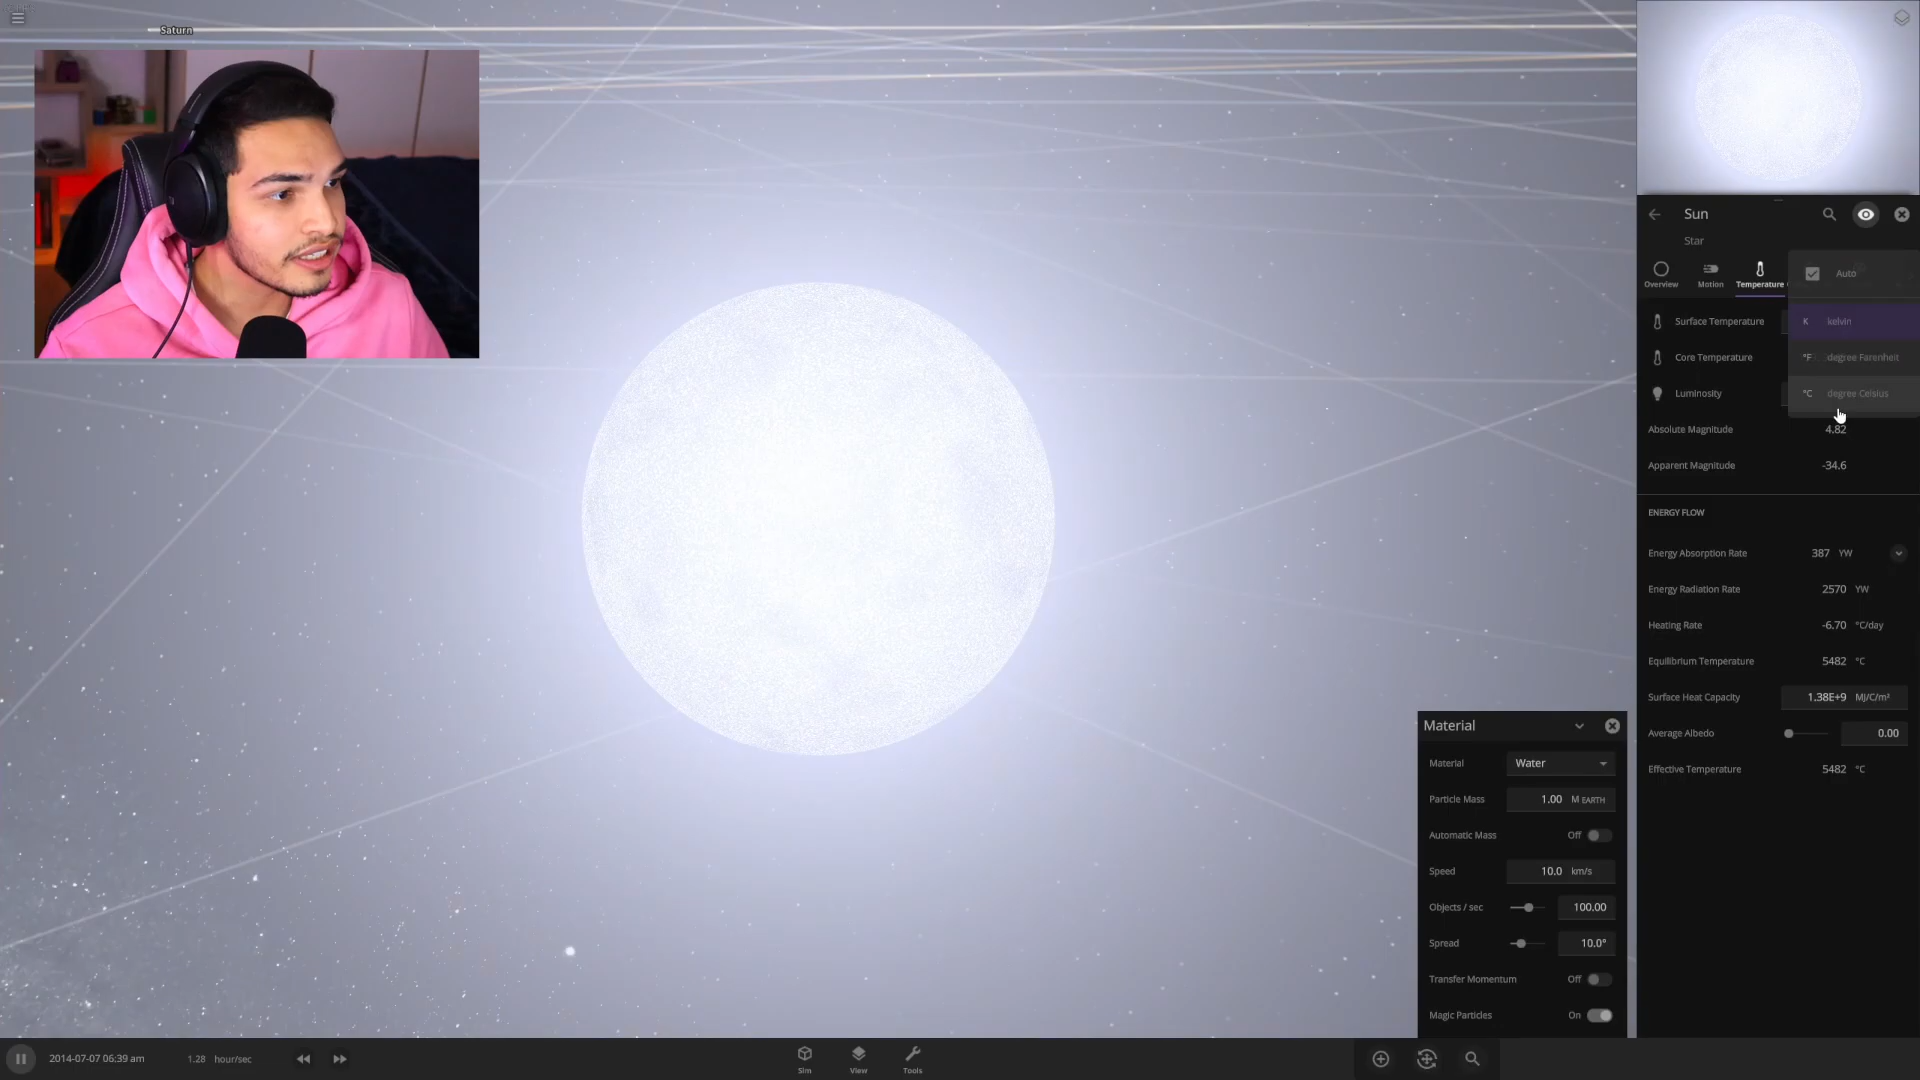 Saturn
Sun
Star
Overview
Motion
Temperature
Auto
Surface Temperature
K kelvin
Core Temperature
°F degree Farenheit
Luminosity
°C degree Celsius
Absolute Magnitude 4.82
Apparent Magnitude -34.6
ENERGY FLOW
Energy Absorption Rate 387 YW
Energy Radiation Rate 2570 YW
Heating Rate -6.70 °C/day
Equilibrium Temperature 5482 °C
Surface Heat Capacity 1.38E+9 MJ/C/m²
Average Albedo 0.00
Effective Temperature 5482 °C
Material
Material Water
Particle Mass 1.00 M EARTH
Automatic Mass Off
Speed 10.0 km/s
Objects / sec 100.00
Spread 10.0°
Transfer Momentum Off
Magic Particles On
2014-07-07 06:39 am 1.28 hour/sec
Sim
View
Tools